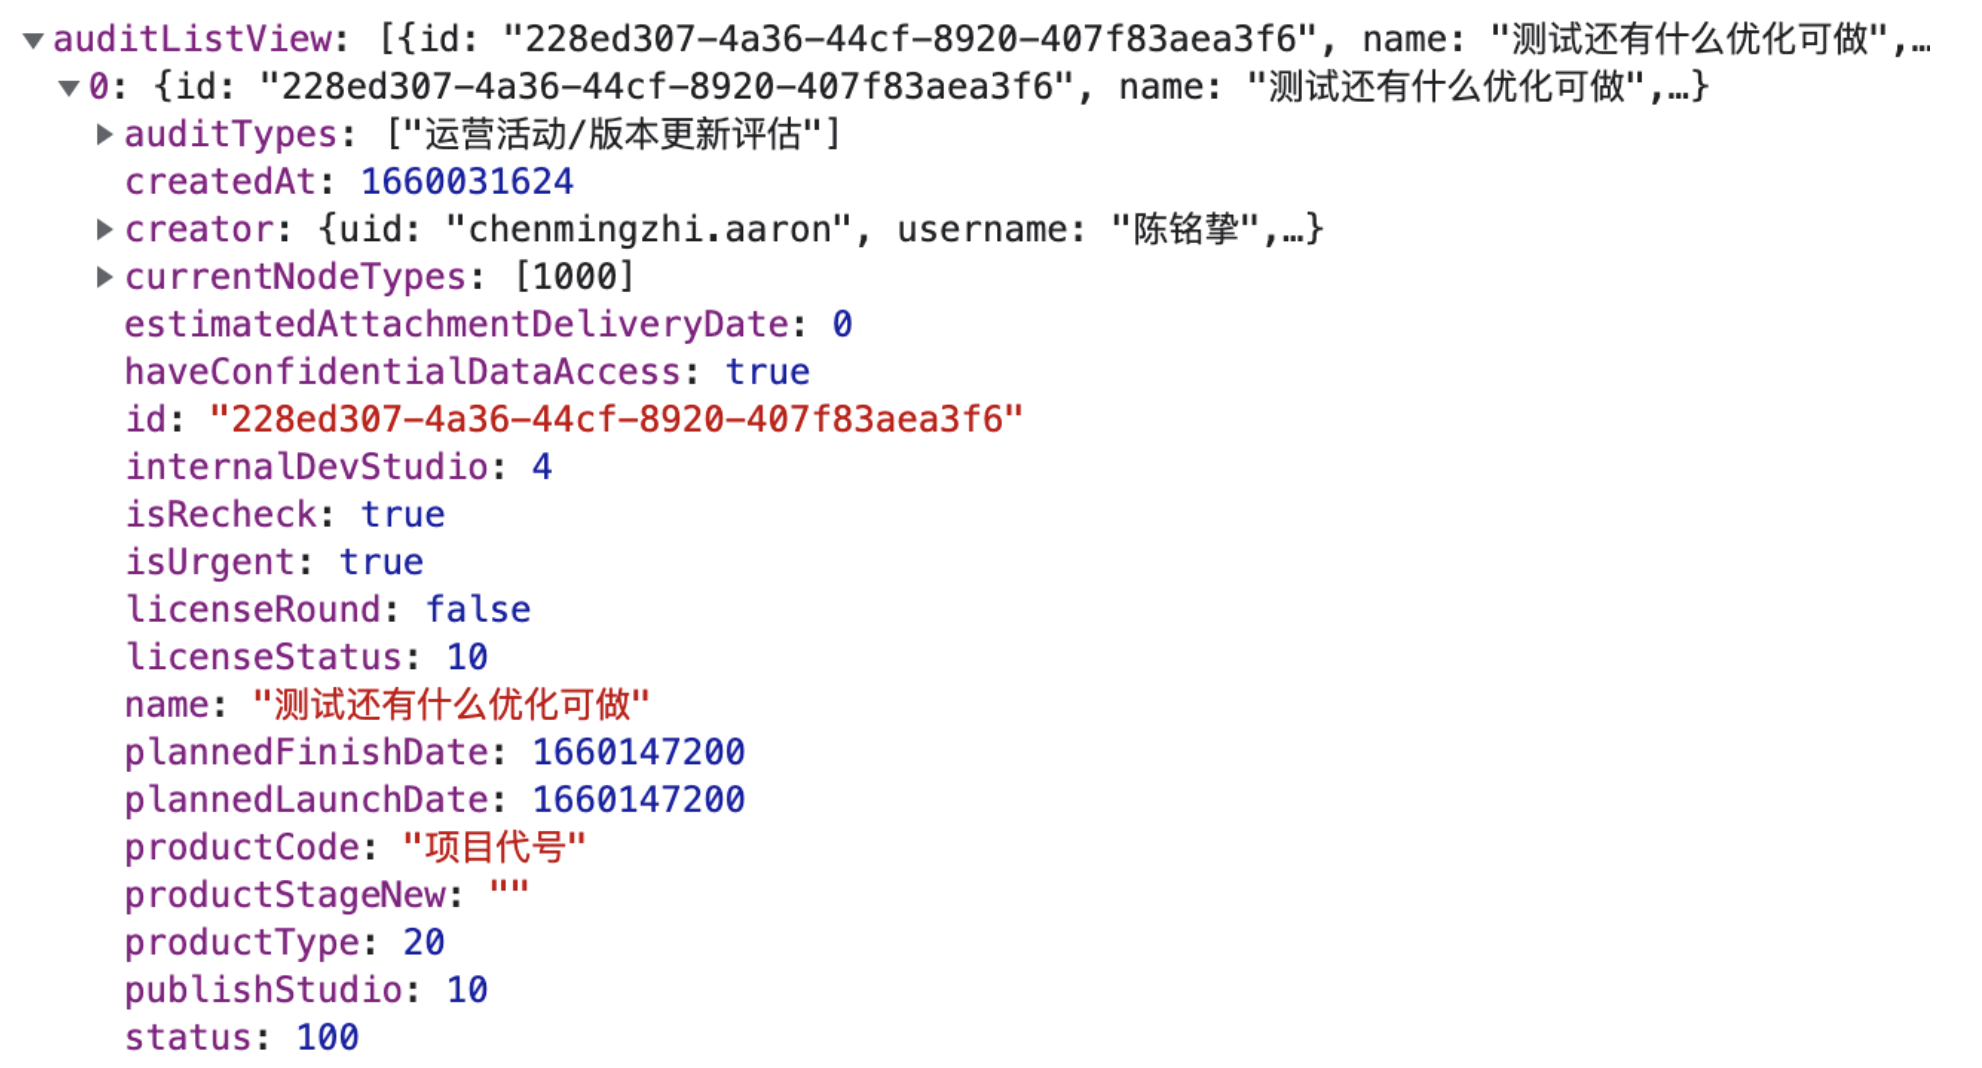 auditListView: [{id: "228ed307-4a36-44cf-8920-407f83aea3f6", name: "测试还有什么优化可做",…
0: {id: "228ed307-4a36-44cf-8920-407f83aea3f6", name: "测试还有什么优化可做",…}
auditTypes: ["运营活动/版本更新评估"]
createdAt: 1660031624
creator: {uid: "chenmingzhi.aaron", username: "陈铭挚",…}
currentNodeTypes: [1000]
estimatedAttachmentDeliveryDate: 0
haveConfidentialDataAccess: true
id: "228ed307-4a36-44cf-8920-407f83aea3f6"
internalDevStudio: 4
isRecheck: true
isUrgent: true
licenseRound: false
licenseStatus: 10
name: "测试还有什么优化可做"
plannedFinishDate: 1660147200
plannedLaunchDate: 1660147200
productCode: "项目代号"
productStageNew: ""
productType: 20
publishStudio: 10
status: 100